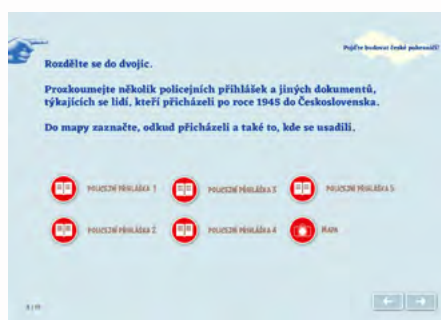 Pojďte budovat české pohraničí!
Rozdělte se do dvojic.
Prozkoumejte několik policejních přihlášek a jiných dokumentů,
týkajících se lidí, kteří přicházeli po roce 1945 do Československa.
Do mapy zaznačte, odkud přicházeli a také to, kde se usadili.
POLICEJNÍ PŘIHLÁŠKA 1
POLICEJNÍ PŘIHLÁŠKA 3
POLICEJNÍ PŘIHLÁŠKA 5
POLICEJNÍ PŘIHLÁŠKA 2
POLICEJNÍ PŘIHLÁŠKA 4
MAPA